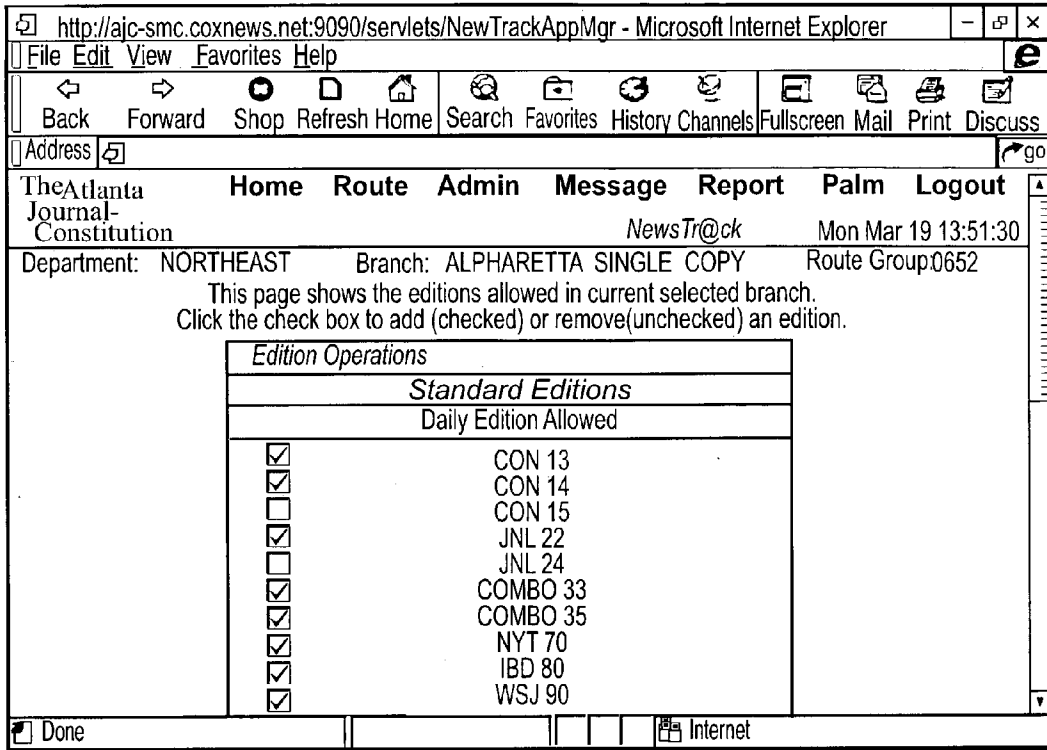 http://ajc-smc.coxnews.net:9090/servlets/NewTrackAppMgr - Microsoft Internet Explorer
File Edit View Favorites Help
Back Forward Shop Refresh Home Search Favorites History Channels Fullscreen Mail Print Discuss
Address go
The Atlanta
Journal-
Constitution
Home Route Admin Message Report Palm Logout
NewsTr@ck Mon Mar 19 13:51:30
Department: NORTHEAST Branch: ALPHARETTA SINGLE COPY Route Group:0652
This page shows the editions allowed in current selected branch.
Click the check box to add (checked) or remove(unchecked) an edition.
Edition Operations
Standard Editions
Daily Edition Allowed
CON 13
CON 14
CON 15
JNL 22
JNL 24
COMBO 33
COMBO 35
NYT 70
IBD 80
WSJ 90
Done Internet